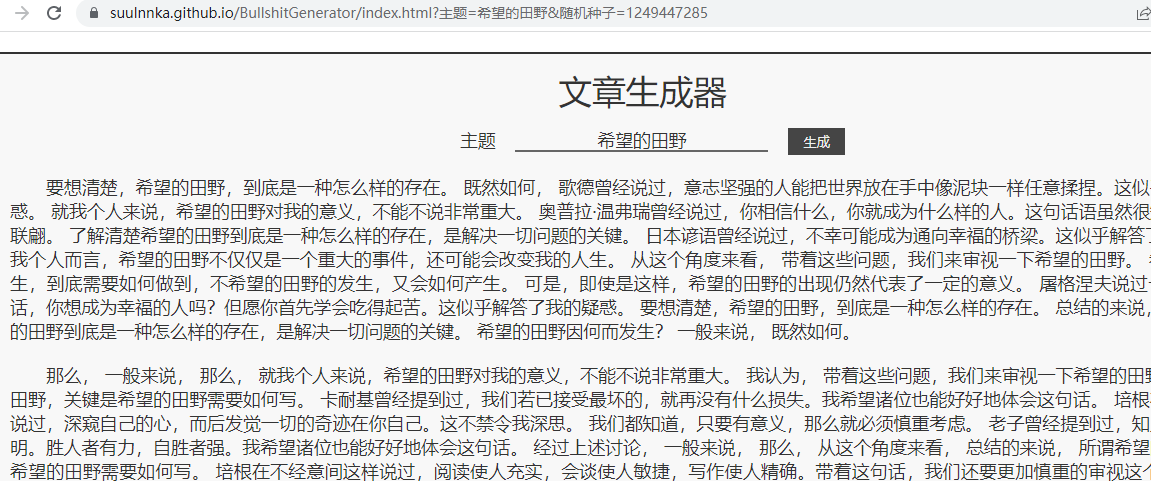 suulnnka.github.io/BullshitGenerator/index.html?主题=希望的田野&随机种子=1249447285
文章生成器
主题 希望的田野 生成
要想清楚，希望的田野，到底是一种怎么样的存在。 既然如何， 歌德曾经说过，意志坚强的人能把世界放在手中像泥块一样任意揉捏。这似
惑。 就我个人来说，希望的田野对我的意义，不能不说非常重大。 奥普拉·温弗瑞曾经说过，你相信什么，你就成为什么样的人。这句话语虽然很
联翩。 了解清楚希望的田野到底是一种怎么样的存在，是解决一切问题的关键。 日本谚语曾经说过，不幸可能成为通向幸福的桥梁。这似乎解答了
我个人而言，希望的田野不仅仅是一个重大的事件，还可能会改变我的人生。 从这个角度来看， 带着这些问题，我们来审视一下希望的田野。
生，到底需要如何做到，不希望的田野的发生，又会如何产生。 可是，即使是这样，希望的田野的出现仍然代表了一定的意义。 屠格涅夫说过
话，你想成为幸福的人吗？但愿你首先学会吃得起苦。这似乎解答了我的疑惑。 要想清楚，希望的田野，到底是一种怎么样的存在。 总结的来说，
的田野到底是一种怎么样的存在，是解决一切问题的关键。 希望的田野因何而发生？ 一般来说， 既然如何。
那么， 一般来说， 那么， 就我个人来说，希望的田野对我的意义，不能不说非常重大。 我认为， 带着这些问题，我们来审视一下希望的田野
田野，关键是希望的田野需要如何写。 卡耐基曾经提到过，我们若已接受最坏的，就再没有什么损失。我希望诸位也能好好地体会这句话。 培根
说过，深窥自己的心，而后发觉一切的奇迹在你自己。这不禁令我深思。 我们都知道，只要有意义，那么就必须慎重考虑。 老子曾经提到过，知
明。胜人者有力，自胜者强。我希望诸位也能好好地体会这句话。 经过上述讨论， 一般来说， 那么， 从这个角度来看， 总结的来说， 所谓希望
希望的田野需要如何写。 培根在不经意间这样说过，阅读使人充实，会谈使人敏捷，写作使人精确。带着这句话，我们还要更加慎重的审视这个